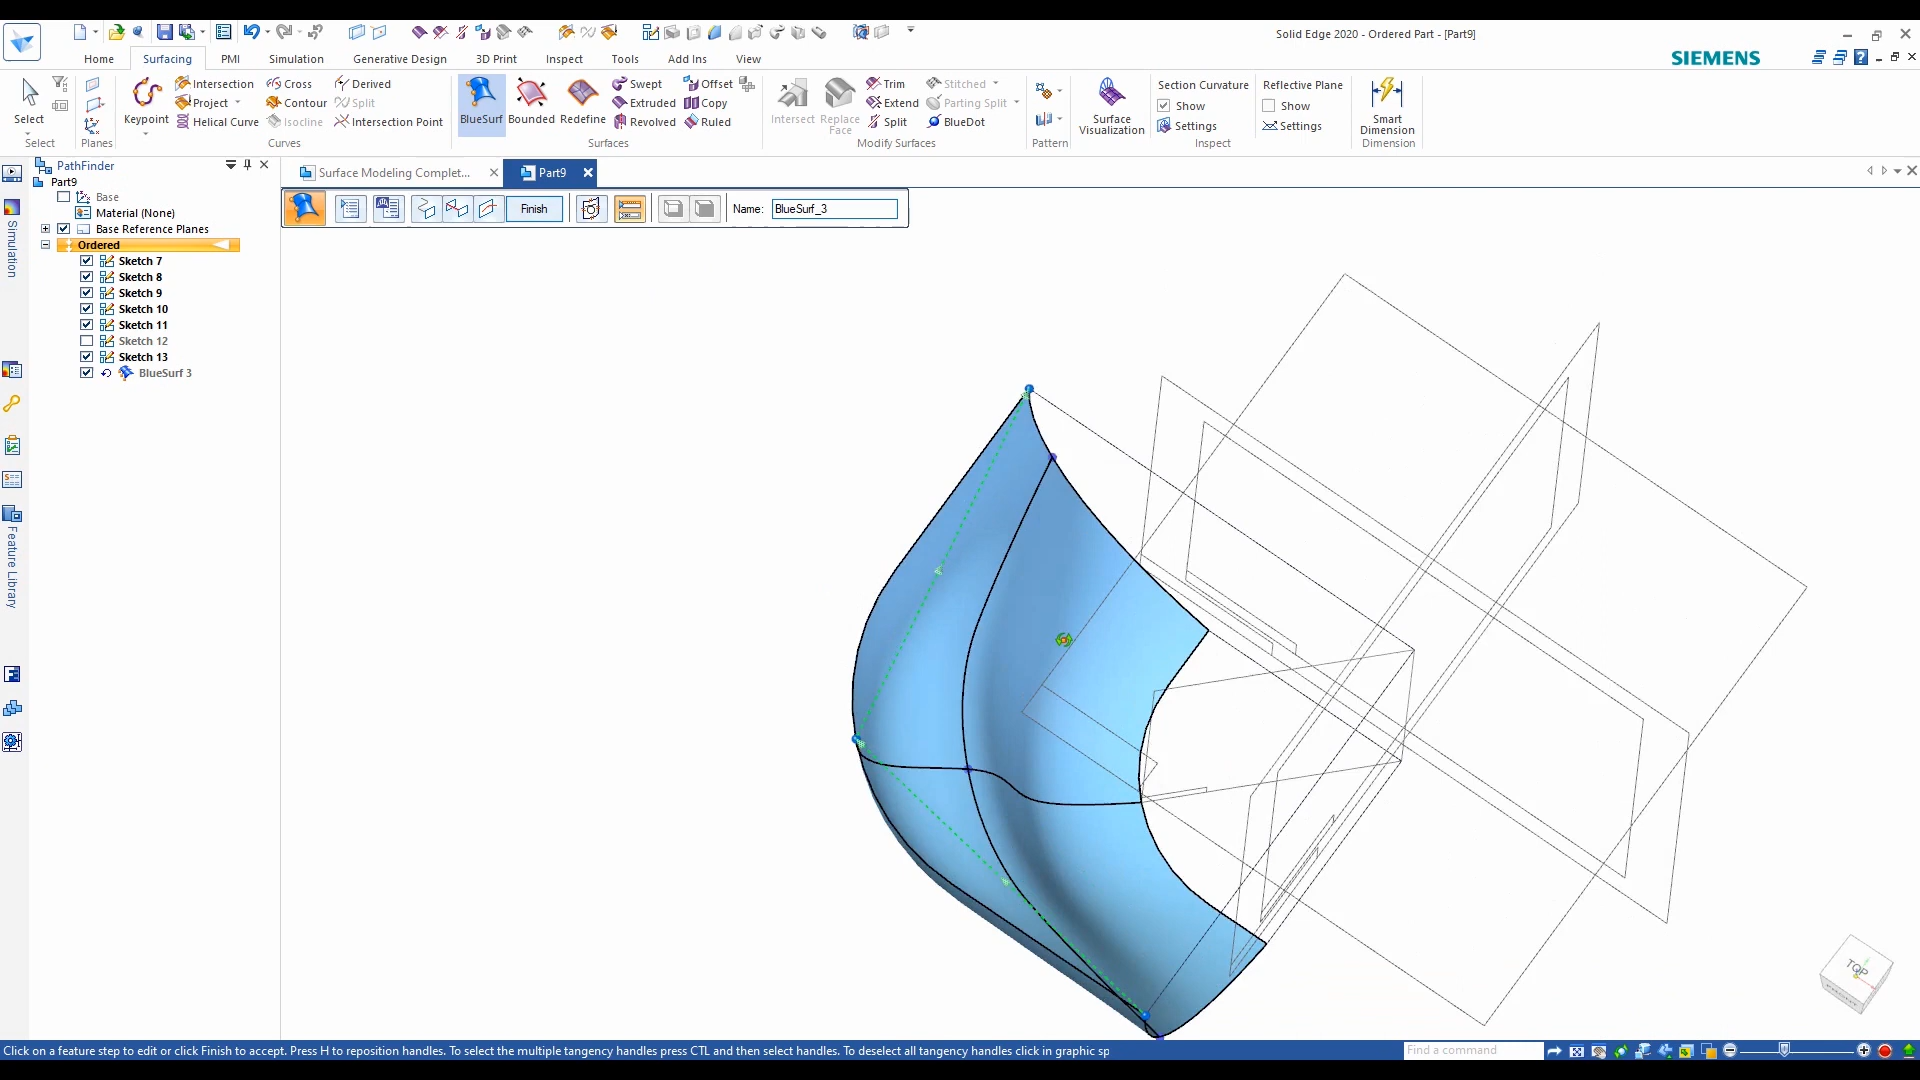 Solid Edge 2020 - Ordered Part - [Part9]
Home Surfacing PMI Simulation Generative Design 3D Print Inspect Tools Add Ins View
SIEMENS
Select
Select
Planes
Keypoint
Intersection
Project
Helical Curve
Cross
Contour
Isocline
Derived
Split
Intersection Point
Curves
BlueSurf
Bounded
Redefine
Swept
Extruded
Revolved
Offset
Copy
Ruled
Surfaces
Intersect
Replace
Face
Trim
Extend
Split
Stitched
Parting Split
BlueDot
Modify Surfaces
Pattern
Surface
Visualization
Section Curvature
Show
Settings
Reflective Plane
Show
Settings
Inspect
Smart
Dimension
Dimension
PathFinder
Part9
Base
Material (None)
Base Reference Planes
Ordered
Sketch 7
Sketch 8
Sketch 9
Sketch 10
Sketch 11
Sketch 12
Sketch 13
BlueSurf 3
Simulation
Feature Library
Surface Modeling Complet...
Part9
Finish
Name: BlueSurf_3
TOP
Click on a feature step to edit or click Finish to accept. Press H to reposition handles. To select the multiple tangency handles press CTL and then select handles. To deselect all tangency handles click in graphic sp
Find a command